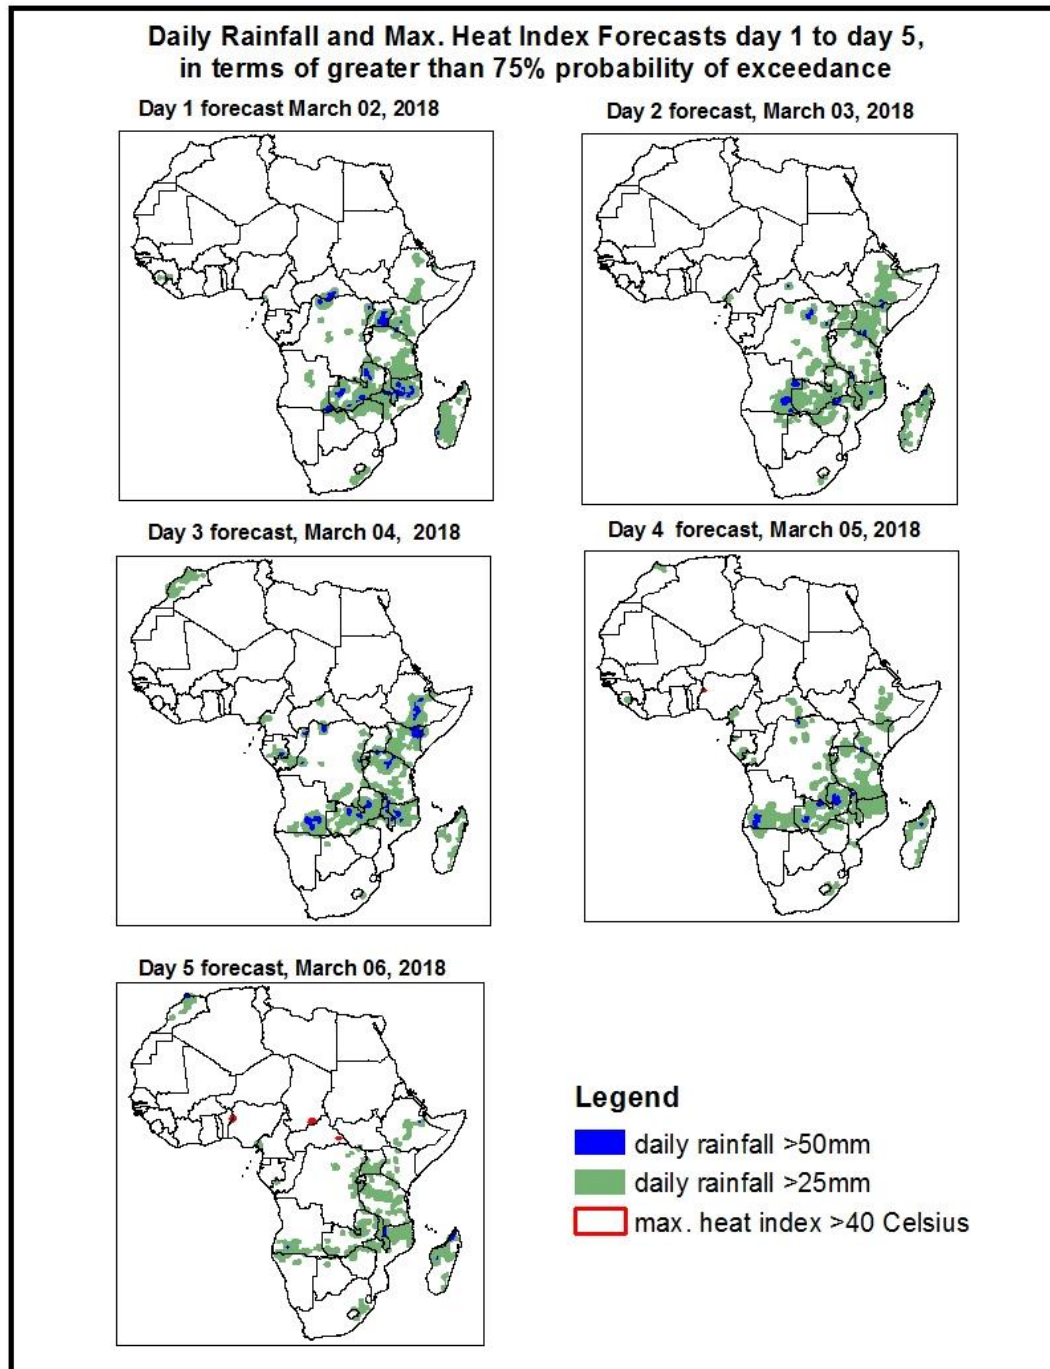 Daily Rainfall and Max. Heat Index Forecasts day 1 to day 5,
in terms of greater than 75% probability of exceedance
Day 1 forecast March 02, 2018
Day 2 forecast, March 03, 2018
Day 3 forecast, March 04, 2018
Day 4 forecast, March 05, 2018
Day 5 forecast, March 06, 2018
Legend
daily rainfall >50mm
daily rainfall >25mm
max. heat index >40 Celsius